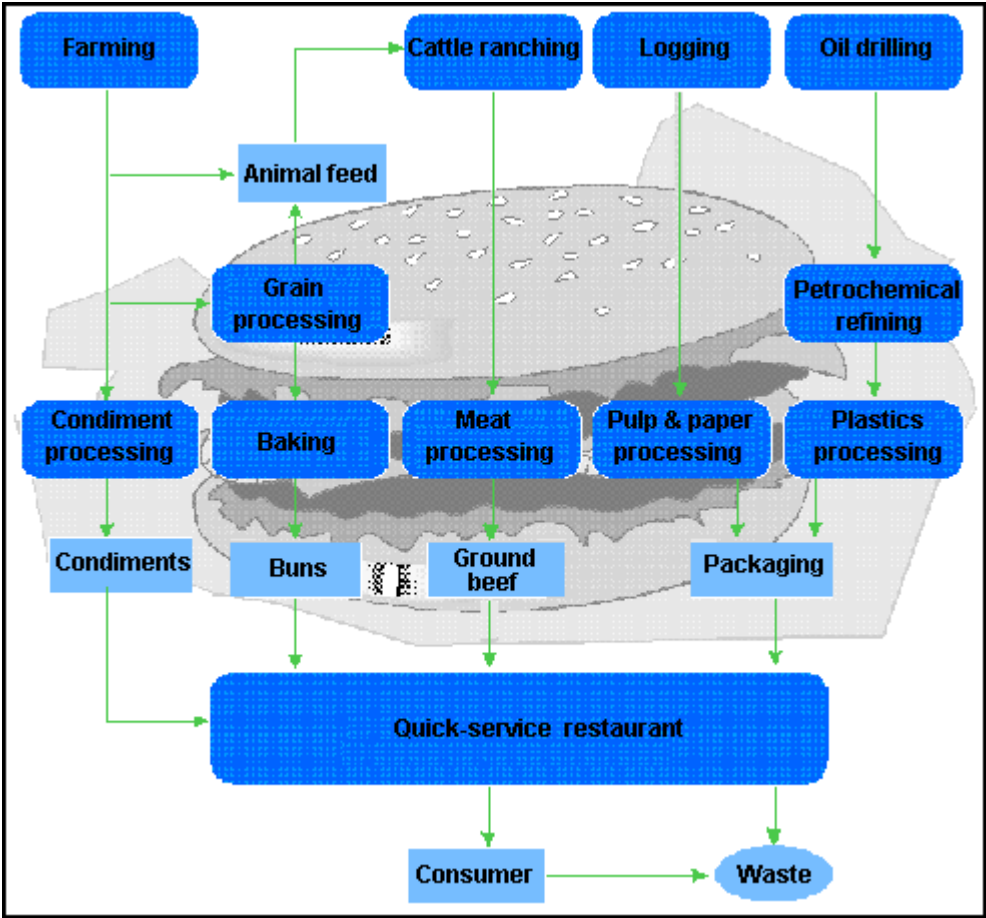 Farming
Cattle ranching
Logging
Oil drilling
Animal feed
Grain
processing
Petrochemical
refining
Condiment
processing
Baking
Meat
processing
Pulp & paper
processing
Plastics
processing
Condiments
Buns
Ground
beef
Packaging
Quick-service restaurant
Consumer
Waste